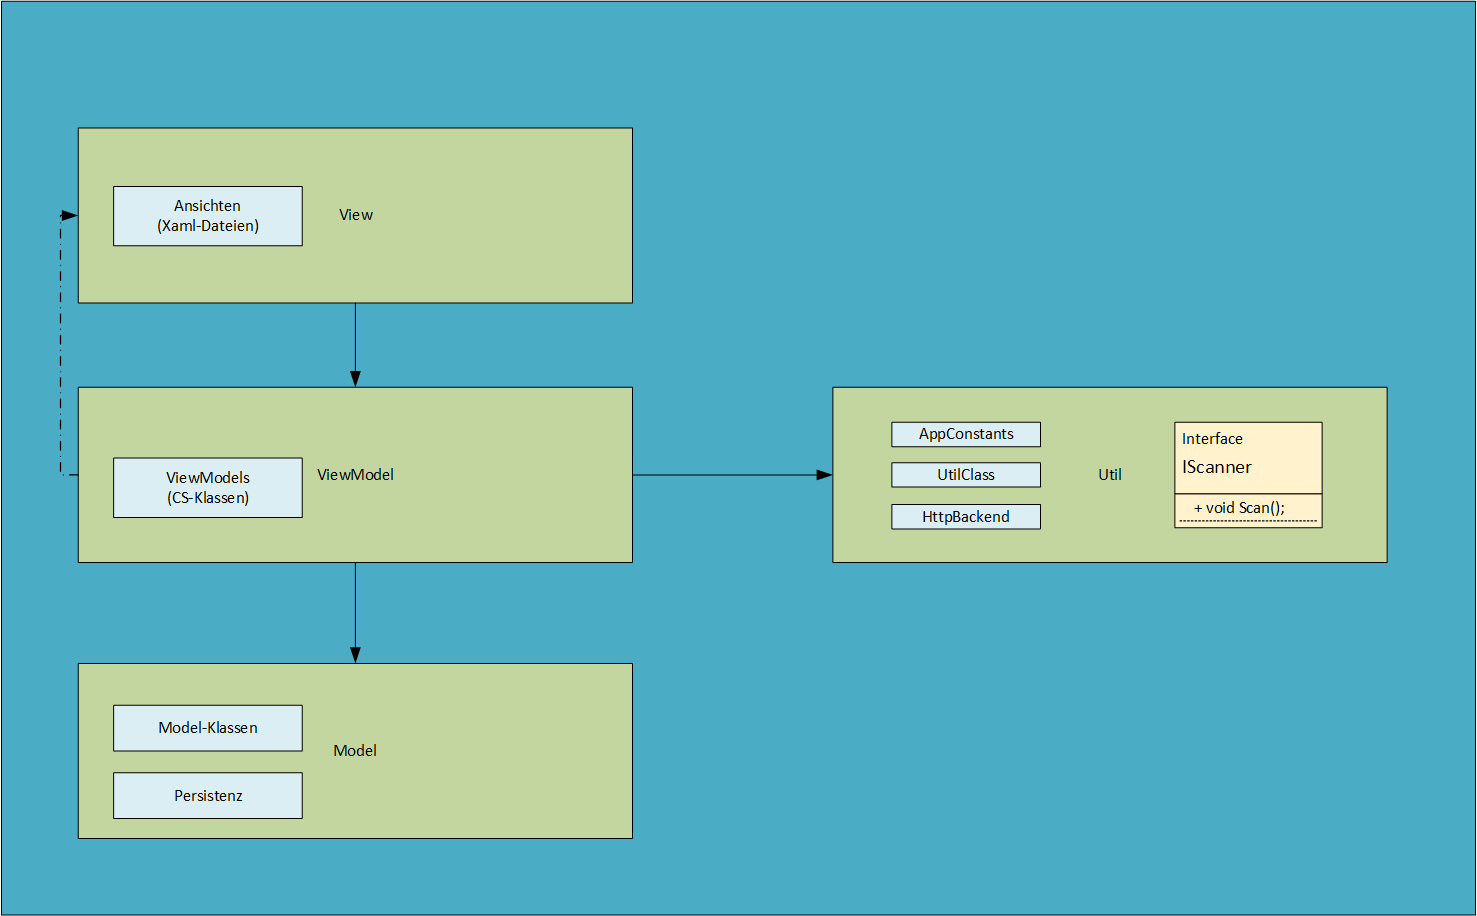 Ansichten
(Xaml-Dateien)
View
ViewModels
(CS-Klassen)
ViewModel
AppConstants
UtilClass
HttpBackend
Util
Interface
IScanner
+ void Scan();
Model-Klassen
Model
Persistenz